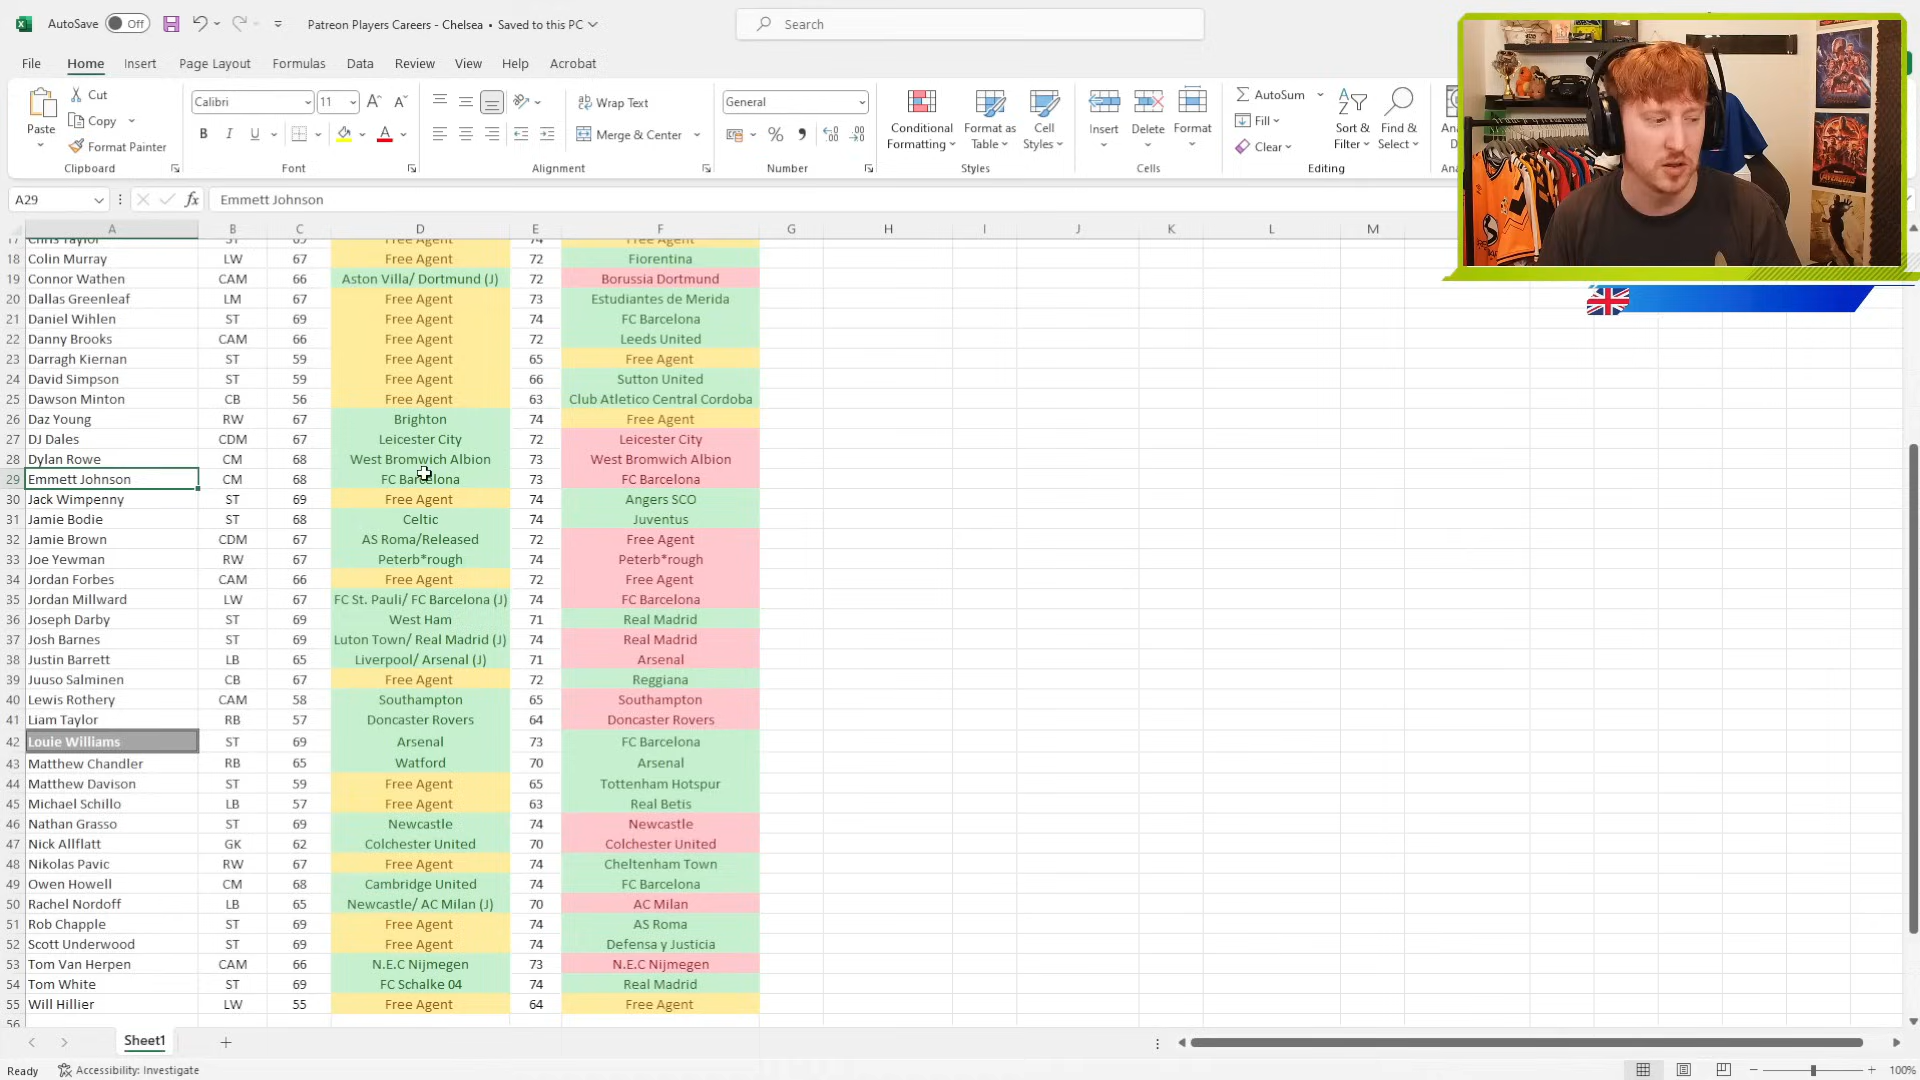 AutoSave Off Patreon Players Careers - Chelsea • Saved to this PC Search
File Home Insert Page Layout Formulas Data Review View Help Acrobat
Paste Cut Copy Format Painter Clipboard
Calibri 11 B I U Font
Wrap Text Merge & Center Alignment
General Number
Conditional Formatting Format as Table Cell Styles Styles
Insert Delete Format Cells
AutoSum Fill Clear Sort & Filter Find & Select Editing
A29 fx Emmett Johnson
A B C D E F G H I J K L M
17 Chris Taylor ST 69 Free Agent 74 Free Agent
18 Colin Murray LW 67 Free Agent 72 Fiorentina
19 Connor Wathen CAM 66 Aston Villa/ Dortmund (J) 72 Borussia Dortmund
20 Dallas Greenleaf LM 67 Free Agent 73 Estudiantes de Merida
21 Daniel Wihlen ST 69 Free Agent 74 FC Barcelona
22 Danny Brooks CAM 66 Free Agent 72 Leeds United
23 Darragh Kiernan ST 59 Free Agent 65 Free Agent
24 David Simpson ST 59 Free Agent 66 Sutton United
25 Dawson Minton CB 56 Free Agent 63 Club Atletico Central Cordoba
26 Daz Young RW 67 Brighton 74 Free Agent
27 DJ Dales CDM 67 Leicester City 72 Leicester City
28 Dylan Rowe CM 68 West Bromwich Albion 73 West Bromwich Albion
29 Emmett Johnson CM 68 FC Barcelona 73 FC Barcelona
30 Jack Wimpenny ST 69 Free Agent 74 Angers SCO
31 Jamie Bodie ST 68 Celtic 74 Juventus
32 Jamie Brown CDM 67 AS Roma/Released 72 Free Agent
33 Joe Yewman RW 67 Peterb*rough 74 Peterb*rough
34 Jordan Forbes CAM 66 Free Agent 72 Free Agent
35 Jordan Millward LW 67 FC St. Pauli/ FC Barcelona (J) 74 FC Barcelona
36 Joseph Darby ST 69 West Ham 71 Real Madrid
37 Josh Barnes ST 69 Luton Town/ Real Madrid (J) 74 Real Madrid
38 Justin Barrett LB 65 Liverpool/ Arsenal (J) 71 Arsenal
39 Juuso Salminen CB 58 Free Agent 72 Reggiana
40 Lewis Rothery CAM 58 Southampton 65 Southampton
41 Liam Taylor RB 57 Doncaster Rovers 64 Doncaster Rovers
42 Louie Williams ST 69 Arsenal 73 FC Barcelona
43 Matthew Chandler RB 65 Watford 70 Arsenal
44 Matthew Davison ST 59 Free Agent 65 Tottenham Hotspur
45 Michael Schillo LB 57 Free Agent 63 Real Betis
46 Nathan Grasso ST 69 Newcastle 74 Newcastle
47 Nick Allflatt GK 62 Colchester United 70 Colchester United
48 Nikolas Pavic RW 67 Free Agent 74 Cheltenham Town
49 Owen Howell CM 68 Cambridge United 74 FC Barcelona
50 Rachel Nordoff LB 65 Newcastle/ AC Milan (J) 70 AC Milan
51 Rob Chapple ST 69 Free Agent 74 AS Roma
52 Scott Underwood ST 69 Free Agent 74 Defensa y Justicia
53 Tom Van Herpen CAM 66 N.E.C Nijmegen 73 N.E.C Nijmegen
54 Tom White ST 69 FC Schalke 04 74 Real Madrid
55 Will Hillier LW 55 Free Agent 64 Free Agent
56
Sheet1
Ready Accessibility: Investigate 100%